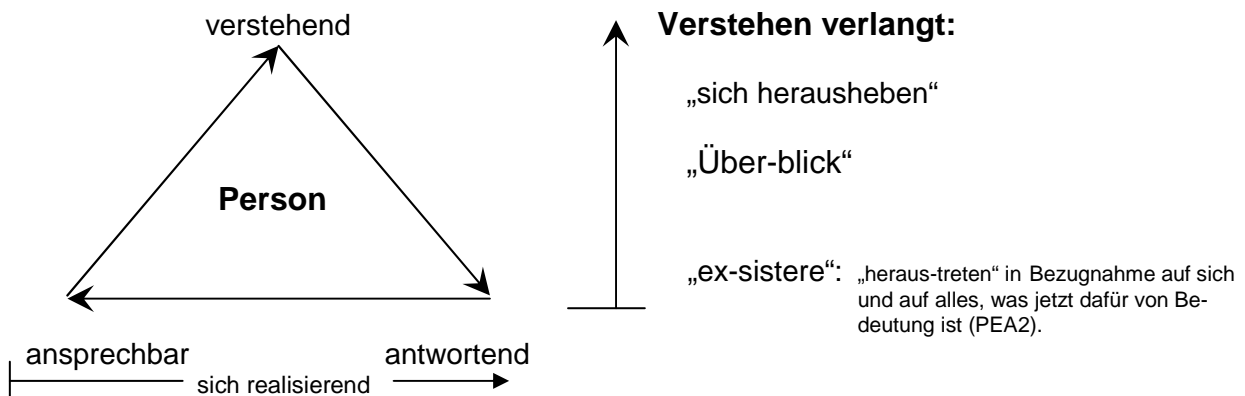 verstehend
Person
ansprechbar
antwortend
sich realisierend
Verstehen verlangt:
„sich herausheben“
„Über-blick“
„ex-sistere“: „heraus-treten“ in Bezugnahme auf sich
und auf alles, was jetzt dafür von Be-
deutung ist (PEA2).